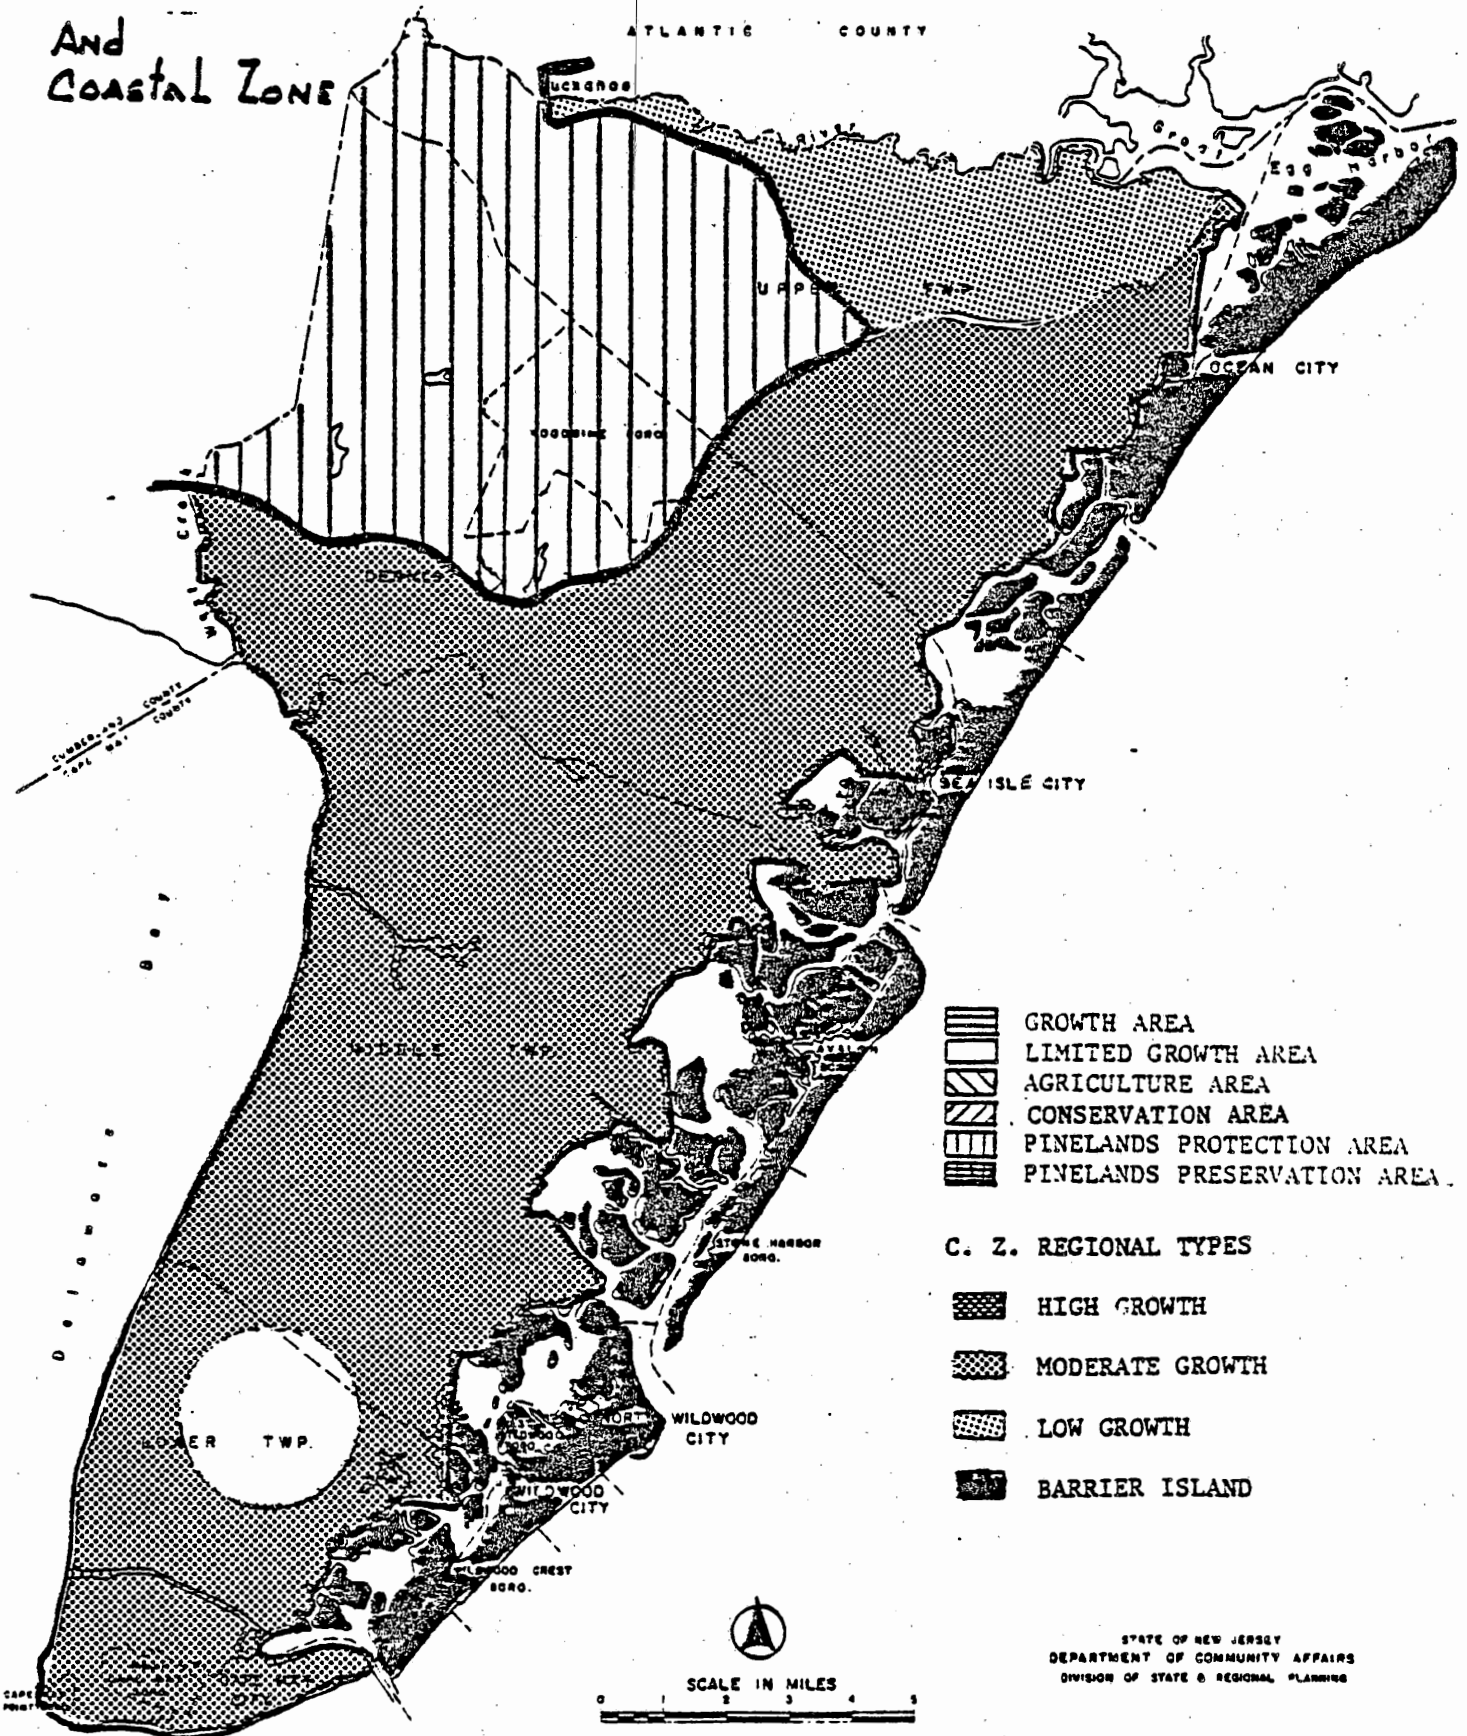 And
Coastal Zone
ATLANTIC COUNTY
River
Great
Egg Harbor
UPPER TWP
OCEAN CITY
WOODBINE BORO
DENNIS
CUMBERLAND COUNTY
CAPE MAY COUNTY
SEA ISLE CITY
Bay
Delaware
MIDDLE TWP.
AVALON
GROWTH AREA
LIMITED GROWTH AREA
AGRICULTURE AREA
CONSERVATION AREA
PINELANDS PROTECTION AREA
PINELANDS PRESERVATION AREA
STONE HARBOR
BORO.
C. Z. REGIONAL TYPES
HIGH GROWTH
MODERATE GROWTH
LOW GROWTH
BARRIER ISLAND
LOWER TWP.
NORTH WILDWOOD
CITY
WILDWOOD
CITY
WILDWOOD CREST
BORO.
SCALE IN MILES
0 1 2 3 4 5
STATE OF NEW JERSEY
DEPARTMENT OF COMMUNITY AFFAIRS
DIVISION OF STATE & REGIONAL PLANNING